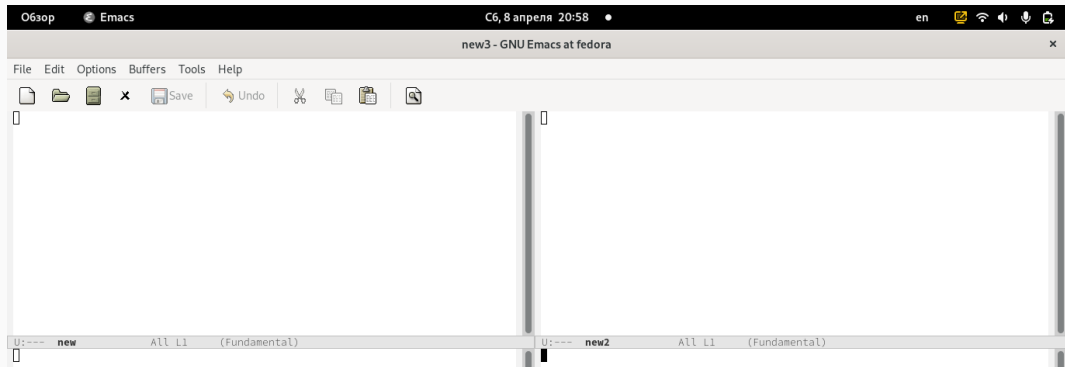 Обзор Emacs Сб, 8 апреля 20:58 en
new3 - GNU Emacs at fedora
File Edit Options Buffers Tools Help
Save Undo
U:--- new All L1 (Fundamental) U:--- new2 All L1 (Fundamental)